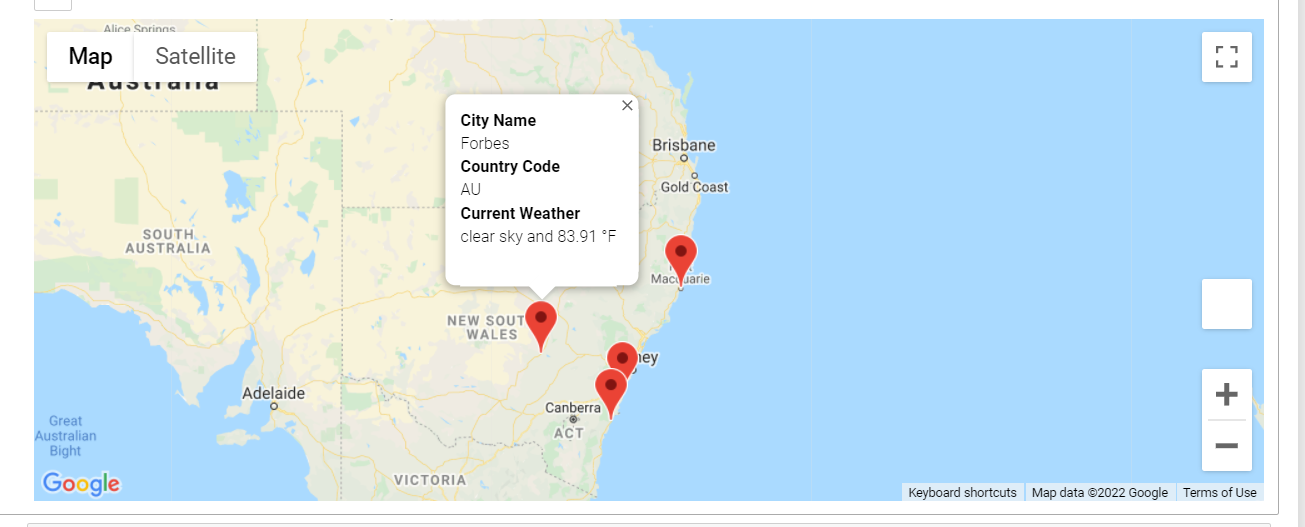 Alice Springs
Map
Satellite
Australia
City Name
Forbes
Country Code
AU
Current Weather
clear sky and 83.91 °F
Brisbane
Gold Coast
SOUTH
AUSTRALIA
Macquarie
NEW SOUT
WALES
ney
Adelaide
Canberra
ACT
Great
Australian
Bight
VICTORIA
Google
Keyboard shortcuts
Map data ©2022 Google
Terms of Use